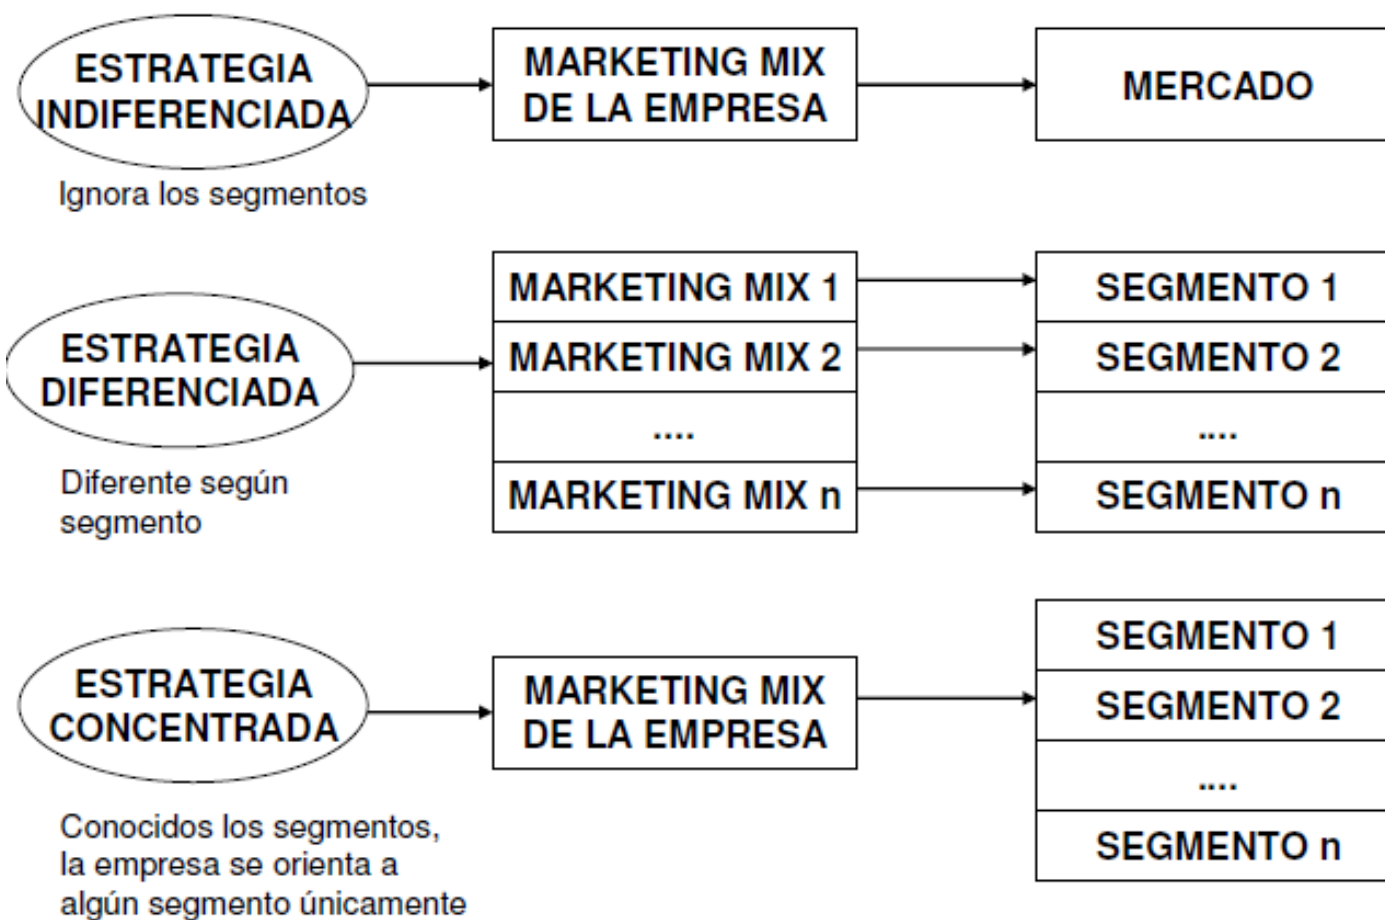 ESTRATEGIA
INDIFERENCIADA
MARKETING MIX
DE LA EMPRESA
MERCADO
Ignora los segmentos
ESTRATEGIA
DIFERENCIADA
MARKETING MIX 1
SEGMENTO 1
MARKETING MIX 2
SEGMENTO 2
....
....
MARKETING MIX n
SEGMENTO n
Diferente según
segmento
ESTRATEGIA
CONCENTRADA
MARKETING MIX
DE LA EMPRESA
SEGMENTO 1
SEGMENTO 2
....
SEGMENTO n
Conocidos los segmentos,
la empresa se orienta a
algún segmento únicamente